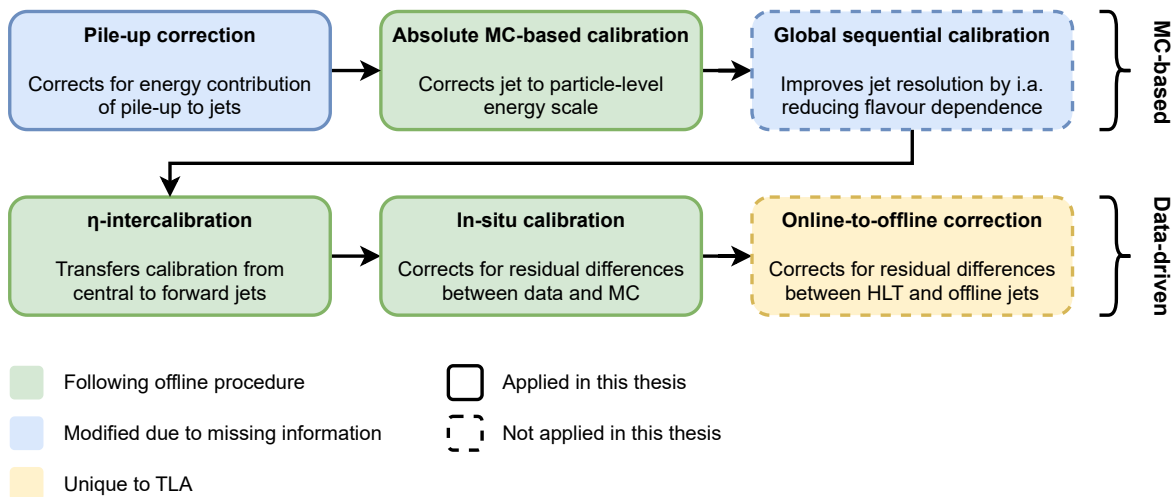 Pile-up correction
Corrects for energy contribution
of pile-up to jets
Absolute MC-based calibration
Corrects jet to particle-level
energy scale
Global sequential calibration
Improves jet resolution by i.a.
reducing flavour dependence
MC-based
η-intercalibration
Transfers calibration from
central to forward jets
In-situ calibration
Corrects for residual differences
between data and MC
Online-to-offline correction
Corrects for residual differences
between HLT and offline jets
Data-driven
Following offline procedure
Modified due to missing information
Unique to TLA
Applied in this thesis
Not applied in this thesis